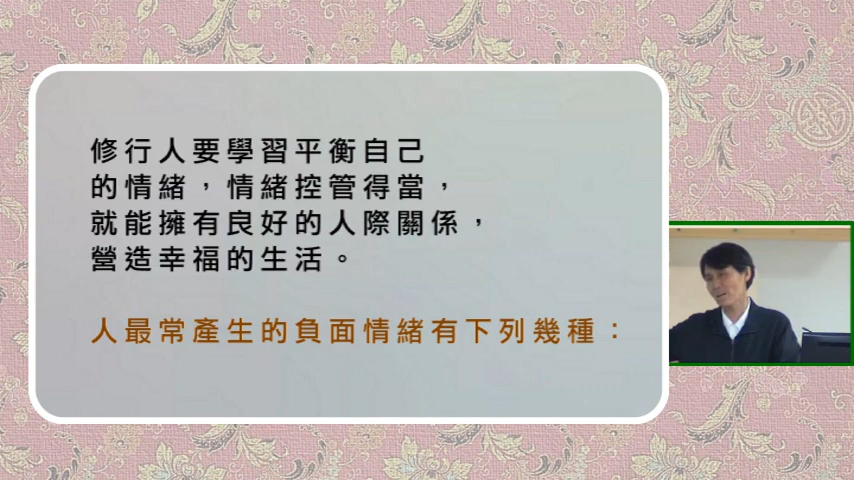 修行人要學習平衡自己
的情緒，情緒控管得當，
就能擁有良好的人際關係，
營造幸福的生活。
人最常產生的負面情緒有下列幾種：